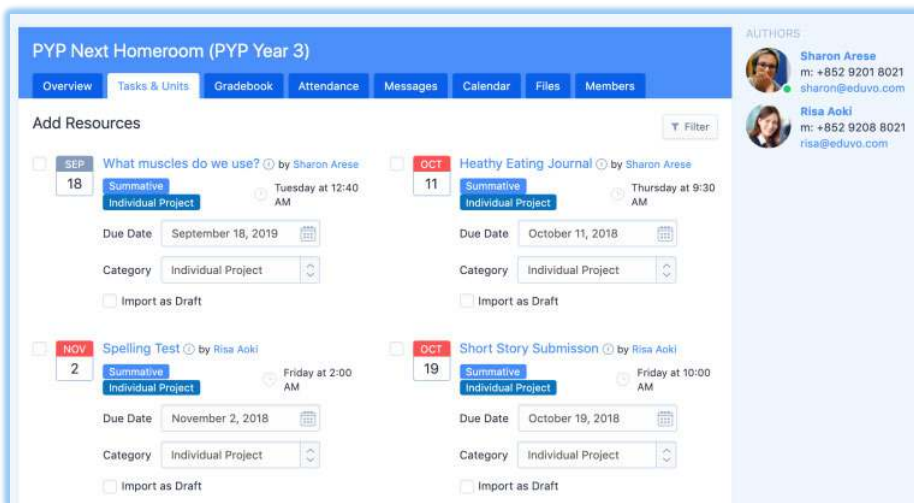 PYP Next Homeroom (PYP Year 3)
Overview Tasks & Units Gradebook Attendance Messages Calendar Files Members
Add Resources
Filter
SEP
18
What muscles do we use? by Sharon Arese
Summative
Individual Project
Tuesday at 12:40
AM
Due Date September 18, 2019
Category Individual Project
Import as Draft
OCT
11
Heathy Eating Journal by Sharon Arese
Summative
Individual Project
Thursday at 9:30
AM
Due Date October 11, 2018
Category Individual Project
Import as Draft
NOV
2
Spelling Test by Risa Aoki
Summative
Individual Project
Friday at 2:00
AM
Due Date November 2, 2018
Category Individual Project
Import as Draft
OCT
19
Short Story Submisson by Risa Aoki
Summative
Individual Project
Friday at 10:00
AM
Due Date October 19, 2018
Category Individual Project
Import as Draft
AUTHORS
Sharon Arese
m: +852 9201 8021
sharon@eduvo.com
Risa Aoki
m: +852 9208 8021
risa@eduvo.com